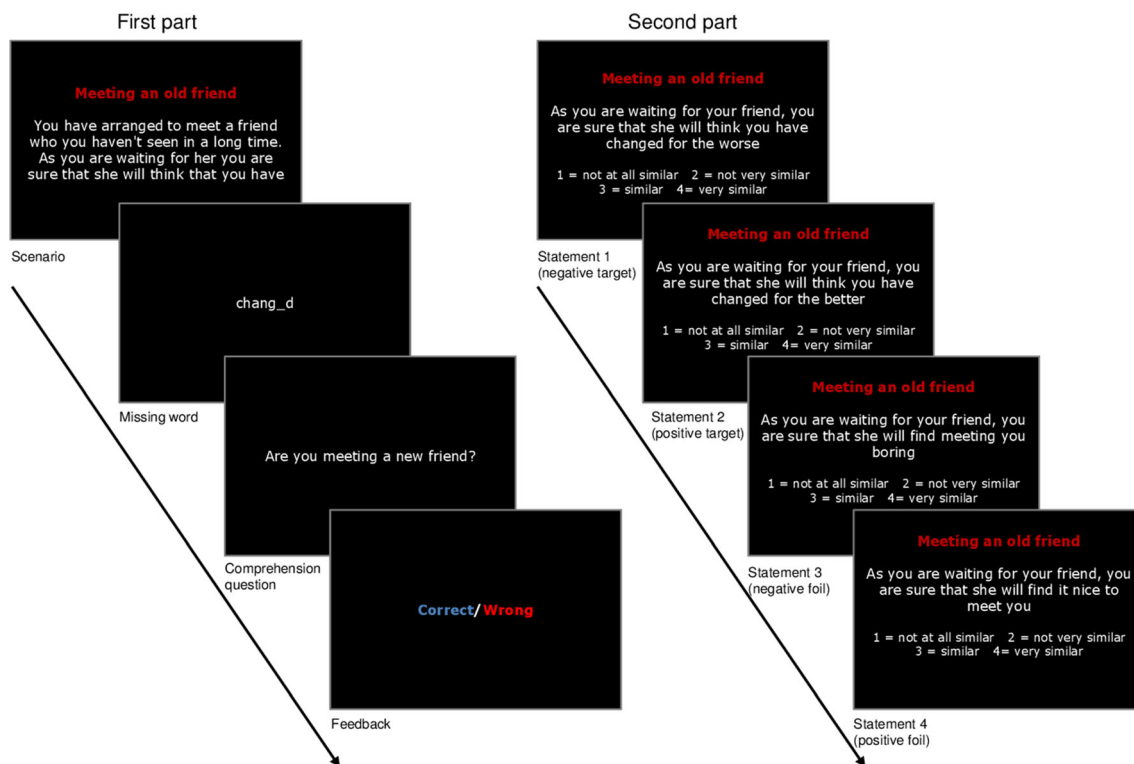 First part
Meeting an old friend
You have arranged to meet a friend
who you haven't seen in a long time.
As you are waiting for her you are
sure that she will think that you have
Scenario
chang_d
Missing word
Are you meeting a new friend?
Comprehension
question
Correct/Wrong
Feedback
Second part
Meeting an old friend
As you are waiting for your friend, you
are sure that she will think you have
changed for the worse
1 = not at all similar 2 = not very similar
3 = similar 4= very similar
Statement 1
(negative target)
Meeting an old friend
As you are waiting for your friend, you
are sure that she will think you have
changed for the better
1 = not at all similar 2 = not very similar
3 = similar 4= very similar
Statement 2
(positive target)
Meeting an old friend
As you are waiting for your friend, you
are sure that she will find meeting you
boring
1 = not at all similar 2 = not very similar
3 = similar 4= very similar
Statement 3
(negative foil)
Meeting an old friend
As you are waiting for your friend, you
are sure that she will find it nice to
meet you
1 = not at all similar 2 = not very similar
3 = similar 4= very similar
Statement 4
(positive foil)